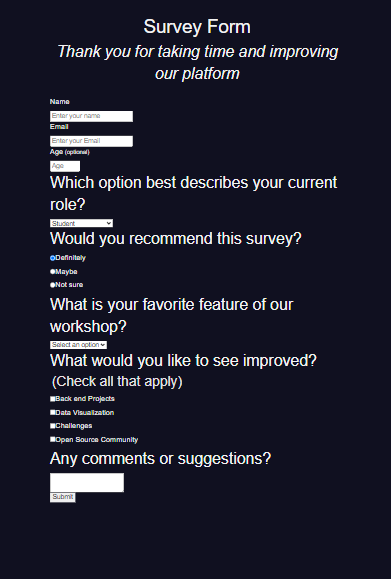 Survey Form
Thank you for taking time and improving
our platform
Name
Enter your name
Email
Enter your Email
Age (optional)
Age
Which option best describes your current
role?
Student
Would you recommend this survey?
Definitely
Maybe
Not sure
What is your favorite feature of our
workshop?
Select an option
What would you like to see improved?
(Check all that apply)
Back end Projects
Data Visualization
Challenges
Open Source Community
Any comments or suggestions?
Submit